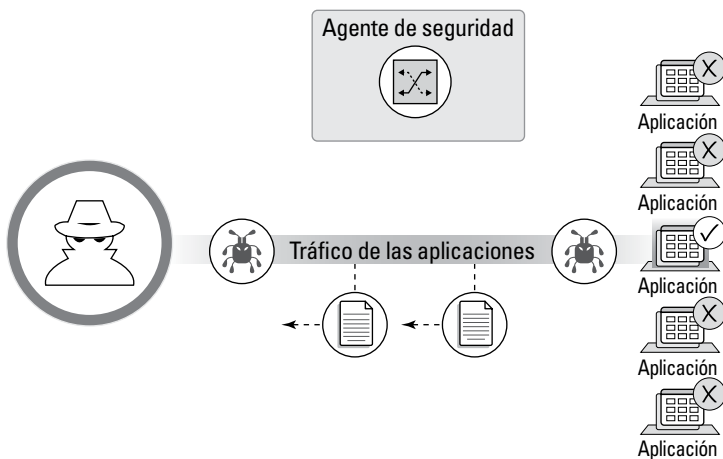 Agente de seguridad
Aplicación
Aplicación
Tráfico de las aplicaciones
Aplicación
Aplicación
Aplicación